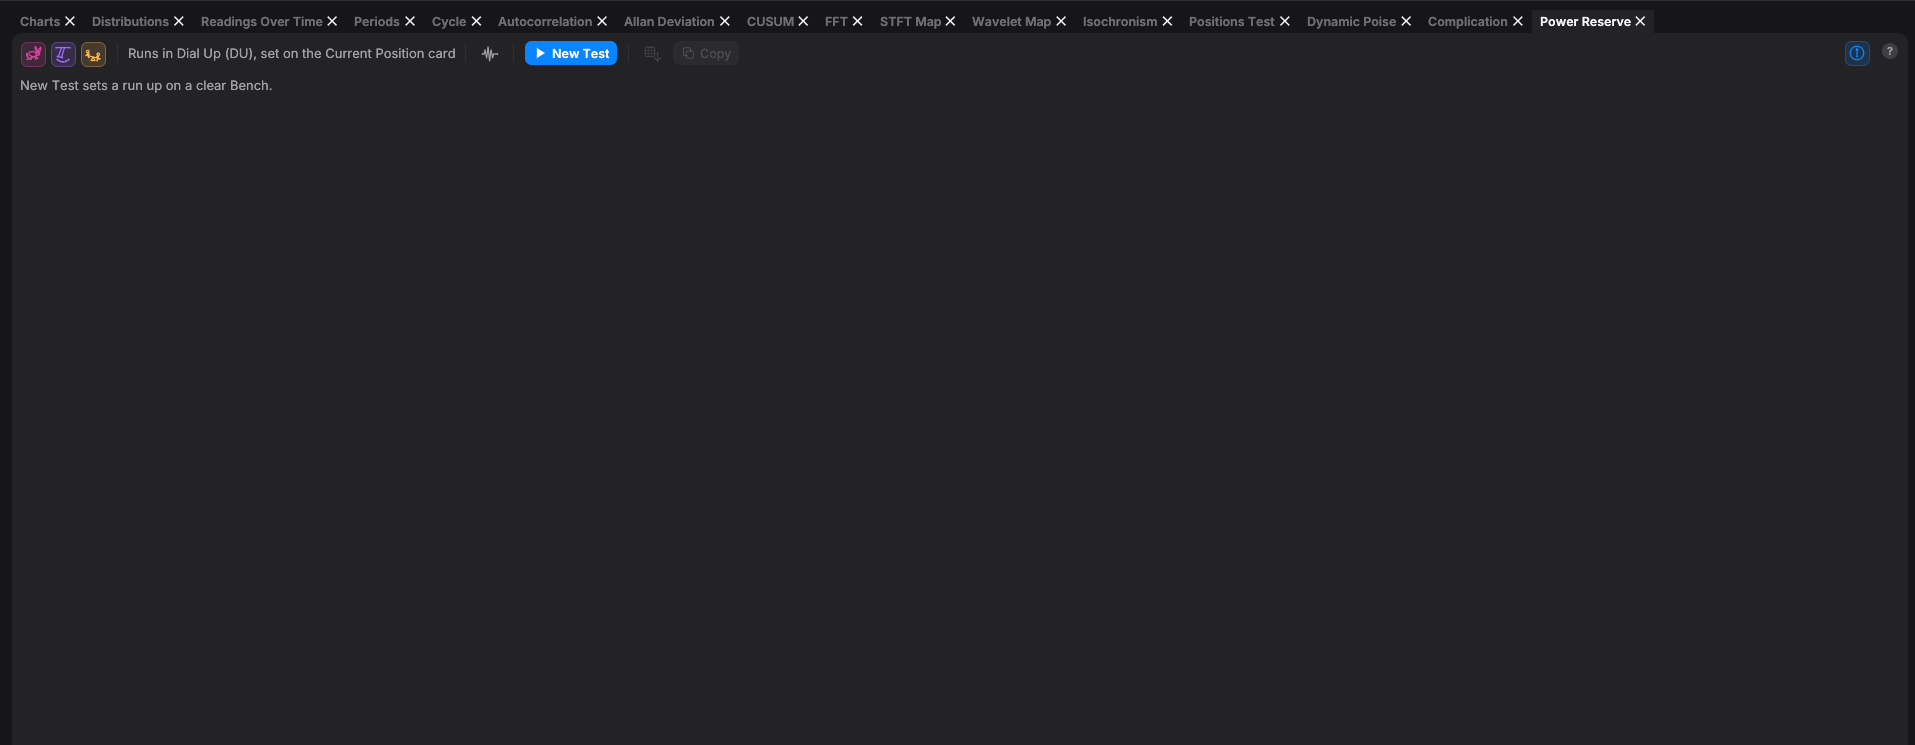 Charts Distributions Readings Over Time Periods Cycle Autocorrelation Allan Deviation CUSUM FFT STFT Map Wavelet Map Isochronism Positions Test Dynamic Poise Complication Power Reserve
Runs in Dial Up (DU), set on the Current Position card New Test Copy ?
New Test sets a run up on a clear Bench.